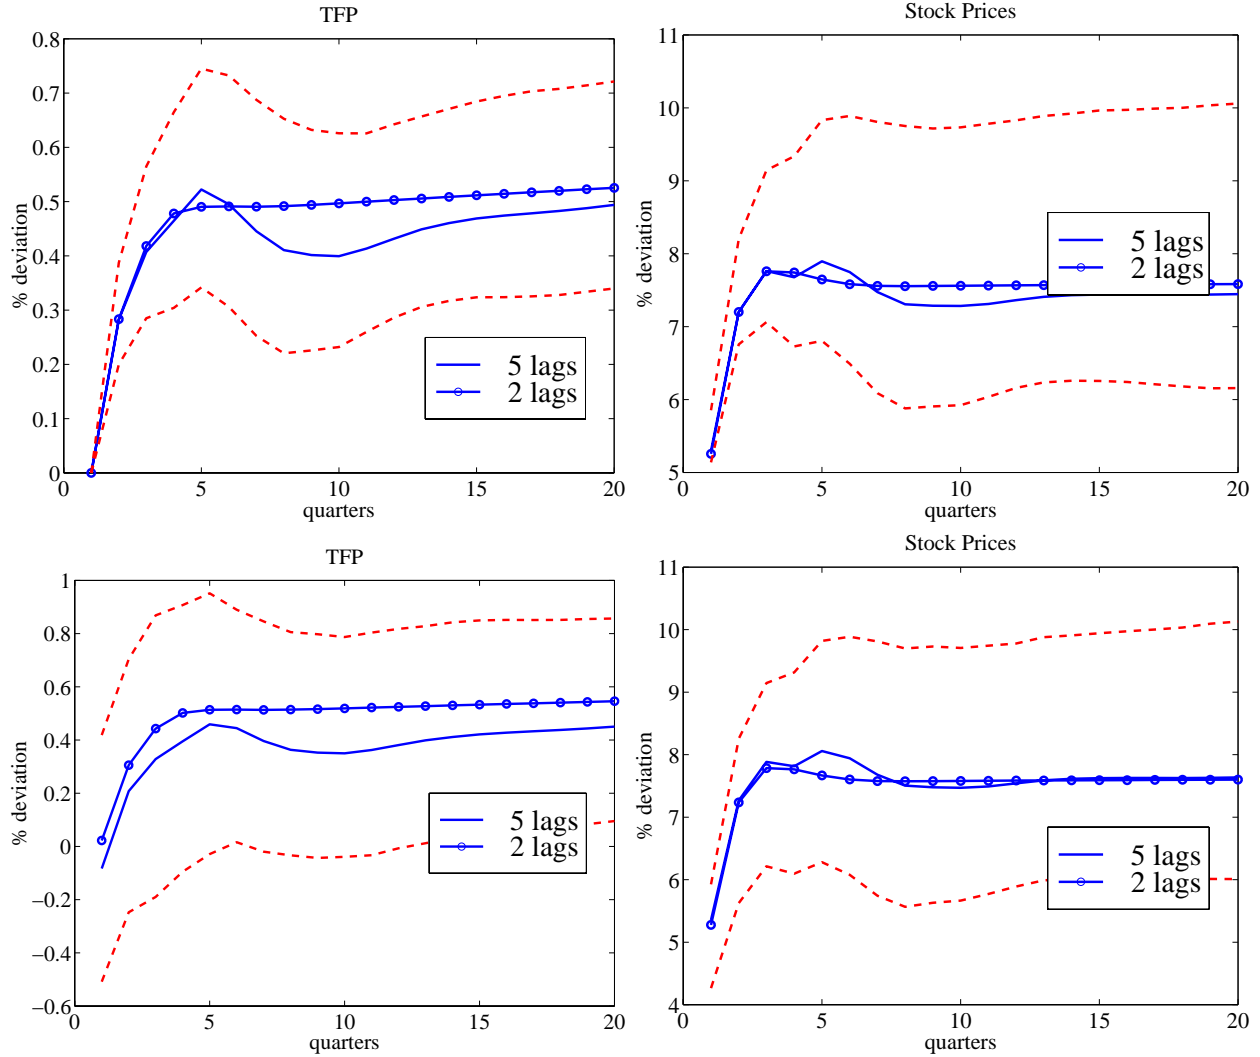 TFP
0.8
0.7
0.6
0.5
0.4
0.3
0.2
0.1
0
% deviation
5 lags
2 lags
0 5 10 15 20
quarters
Stock Prices
11
10
9
8
7
6
5
% deviation
5 lags
2 lags
0 5 10 15 20
quarters
TFP
1
0.8
0.6
0.4
0.2
0
−0.2
−0.4
−0.6
% deviation
5 lags
2 lags
0 5 10 15 20
quarters
Stock Prices
11
10
9
8
7
6
5
4
% deviation
5 lags
2 lags
0 5 10 15 20
quarters